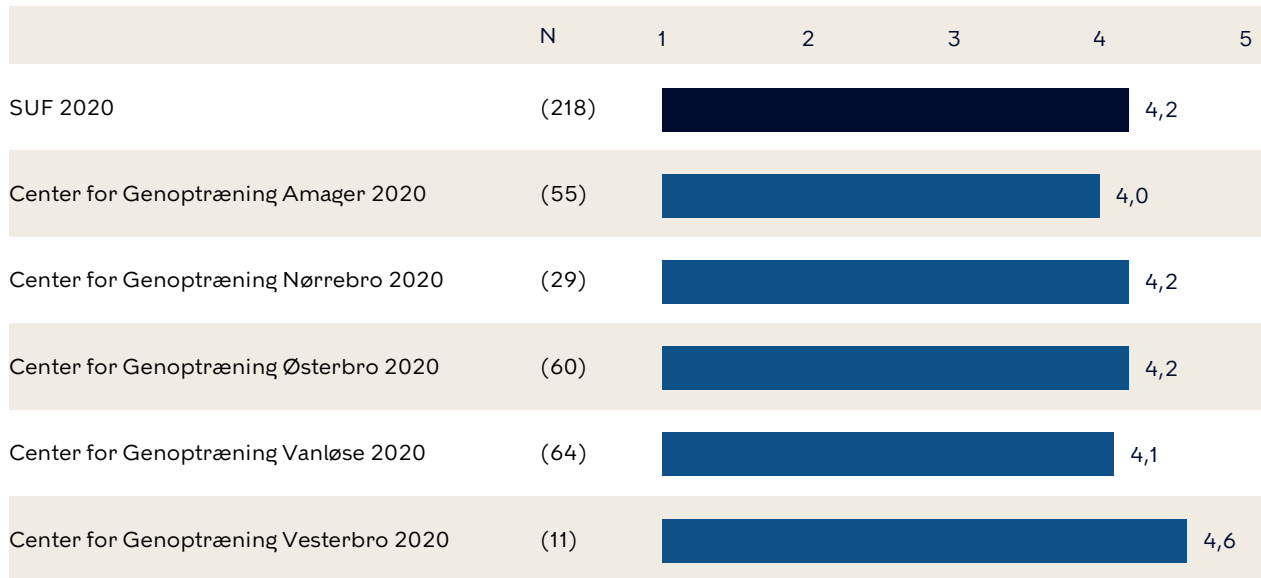 N 1 2 3 4 5
SUF 2020 (218) 4,2
Center for Genoptræning Amager 2020 (55) 4,0
Center for Genoptræning Nørrebro 2020 (29) 4,2
Center for Genoptræning Østerbro 2020 (60) 4,2
Center for Genoptræning Vanløse 2020 (64) 4,1
Center for Genoptræning Vesterbro 2020 (11) 4,6